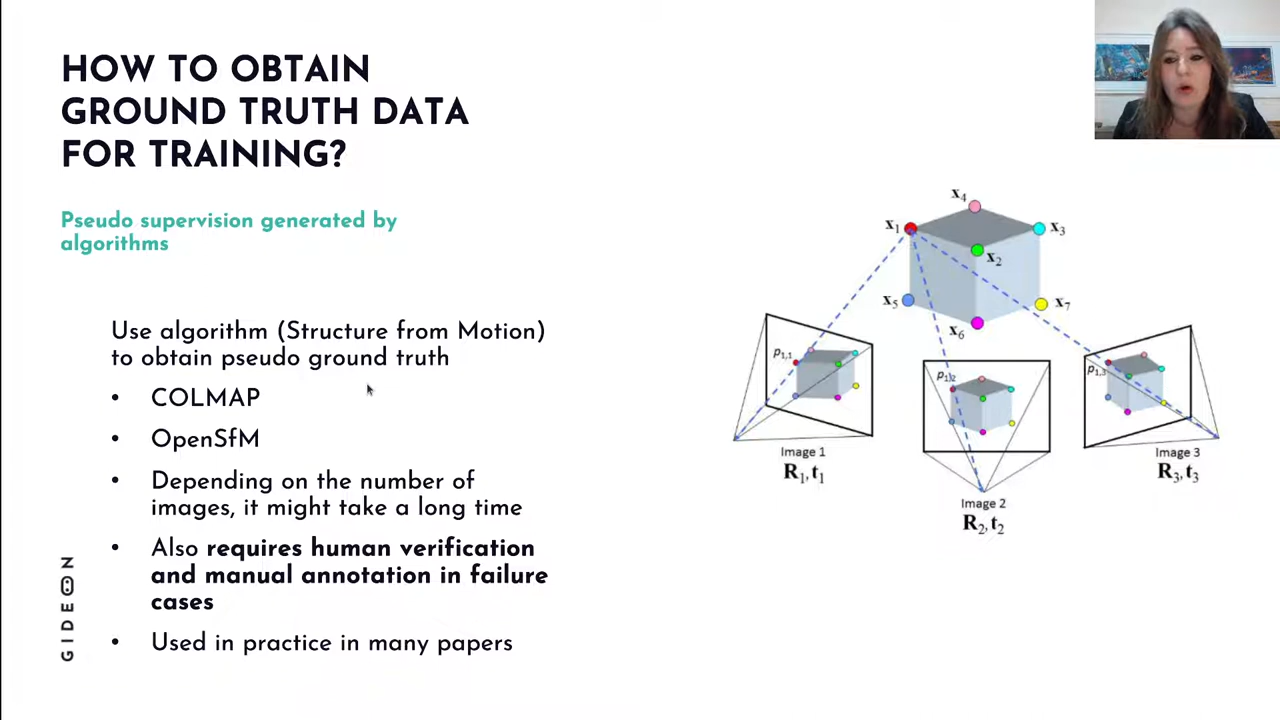 HOW TO OBTAIN
GROUND TRUTH DATA
FOR TRAINING?
Pseudo supervision generated by
algorithms
Use algorithm (Structure from Motion)
to obtain pseudo ground truth
• COLMAP
• OpenSfM
• Depending on the number of
images, it might take a long time
• Also requires human verification
and manual annotation in failure
cases
• Used in practice in many papers
GIDEON
x4
x1
x3
x2
x5
x7
x6
p1,1
p1,2
p1,3
Image 1
R1,t1
Image 2
R2,t2
Image 3
R3,t3